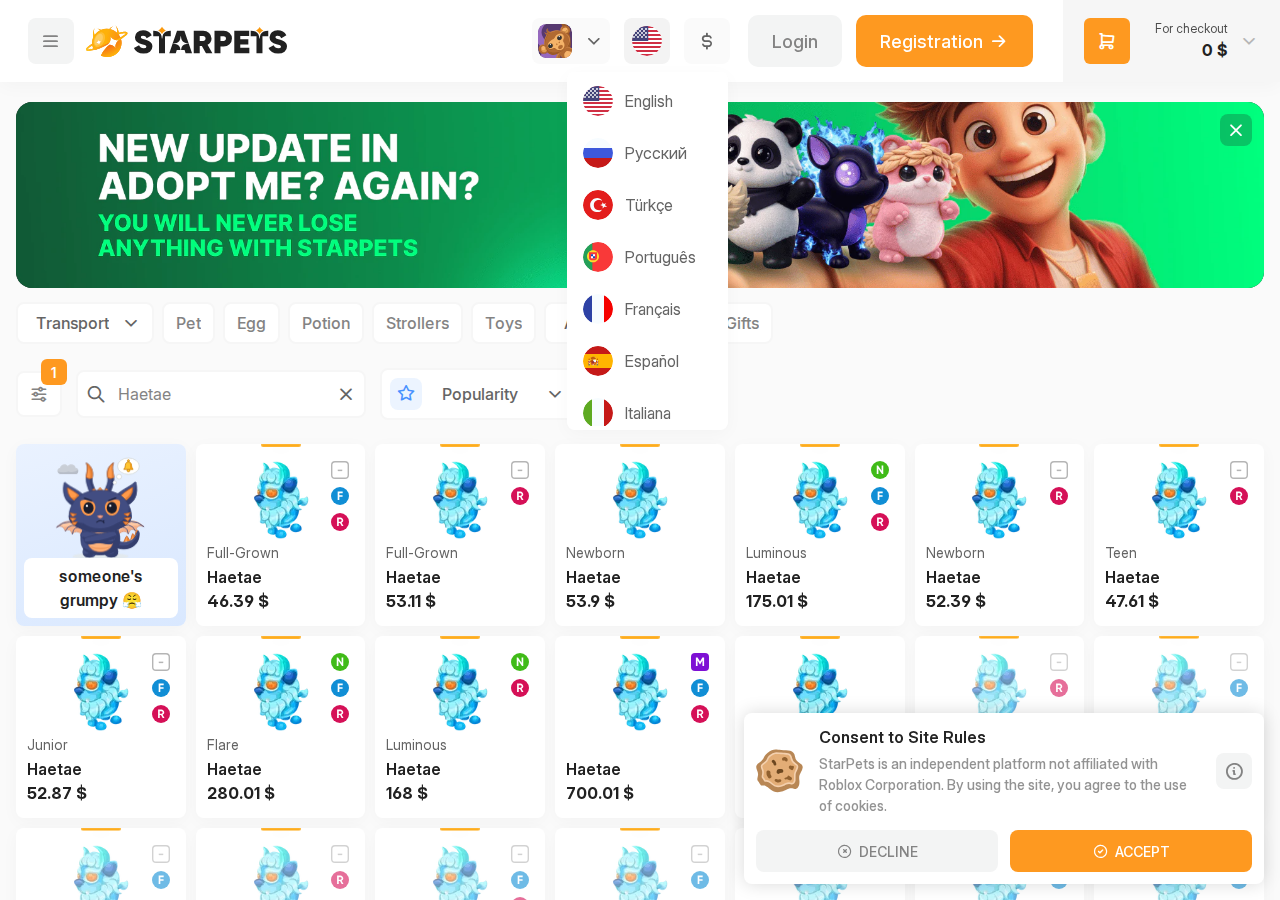 STARPETS
$
Login
Registration
For checkout
0 $
English
Русский
Türkçe
Português
Français
Español
Italiana
NEW UPDATE IN
ADOPT ME? AGAIN?
YOU WILL NEVER LOSE
ANYTHING WITH STARPETS
Transport
Pet
Egg
Potion
Strollers
Toys
Gifts
1
Haetae
Popularity
someone's
grumpy 😤
F
R
Full-Grown
Haetae
46.39 $
R
Full-Grown
Haetae
53.11 $
Newborn
Haetae
53.9 $
N
F
R
Luminous
Haetae
175.01 $
R
Newborn
Haetae
52.39 $
R
Teen
Haetae
47.61 $
F
R
Junior
Haetae
52.87 $
N
F
R
Flare
Haetae
280.01 $
N
R
Luminous
Haetae
168 $
M
F
R
Haetae
700.01 $
R
F
Consent to Site Rules
StarPets is an independent platform not affiliated with
Roblox Corporation. By using the site, you agree to the use
of cookies.
DECLINE
ACCEPT
F
R
F
F